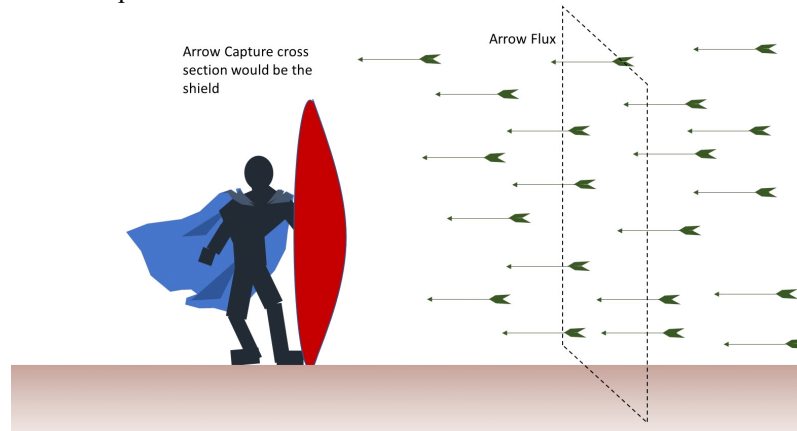 Arrow Capture cross
section would be the
shield
Arrow Flux